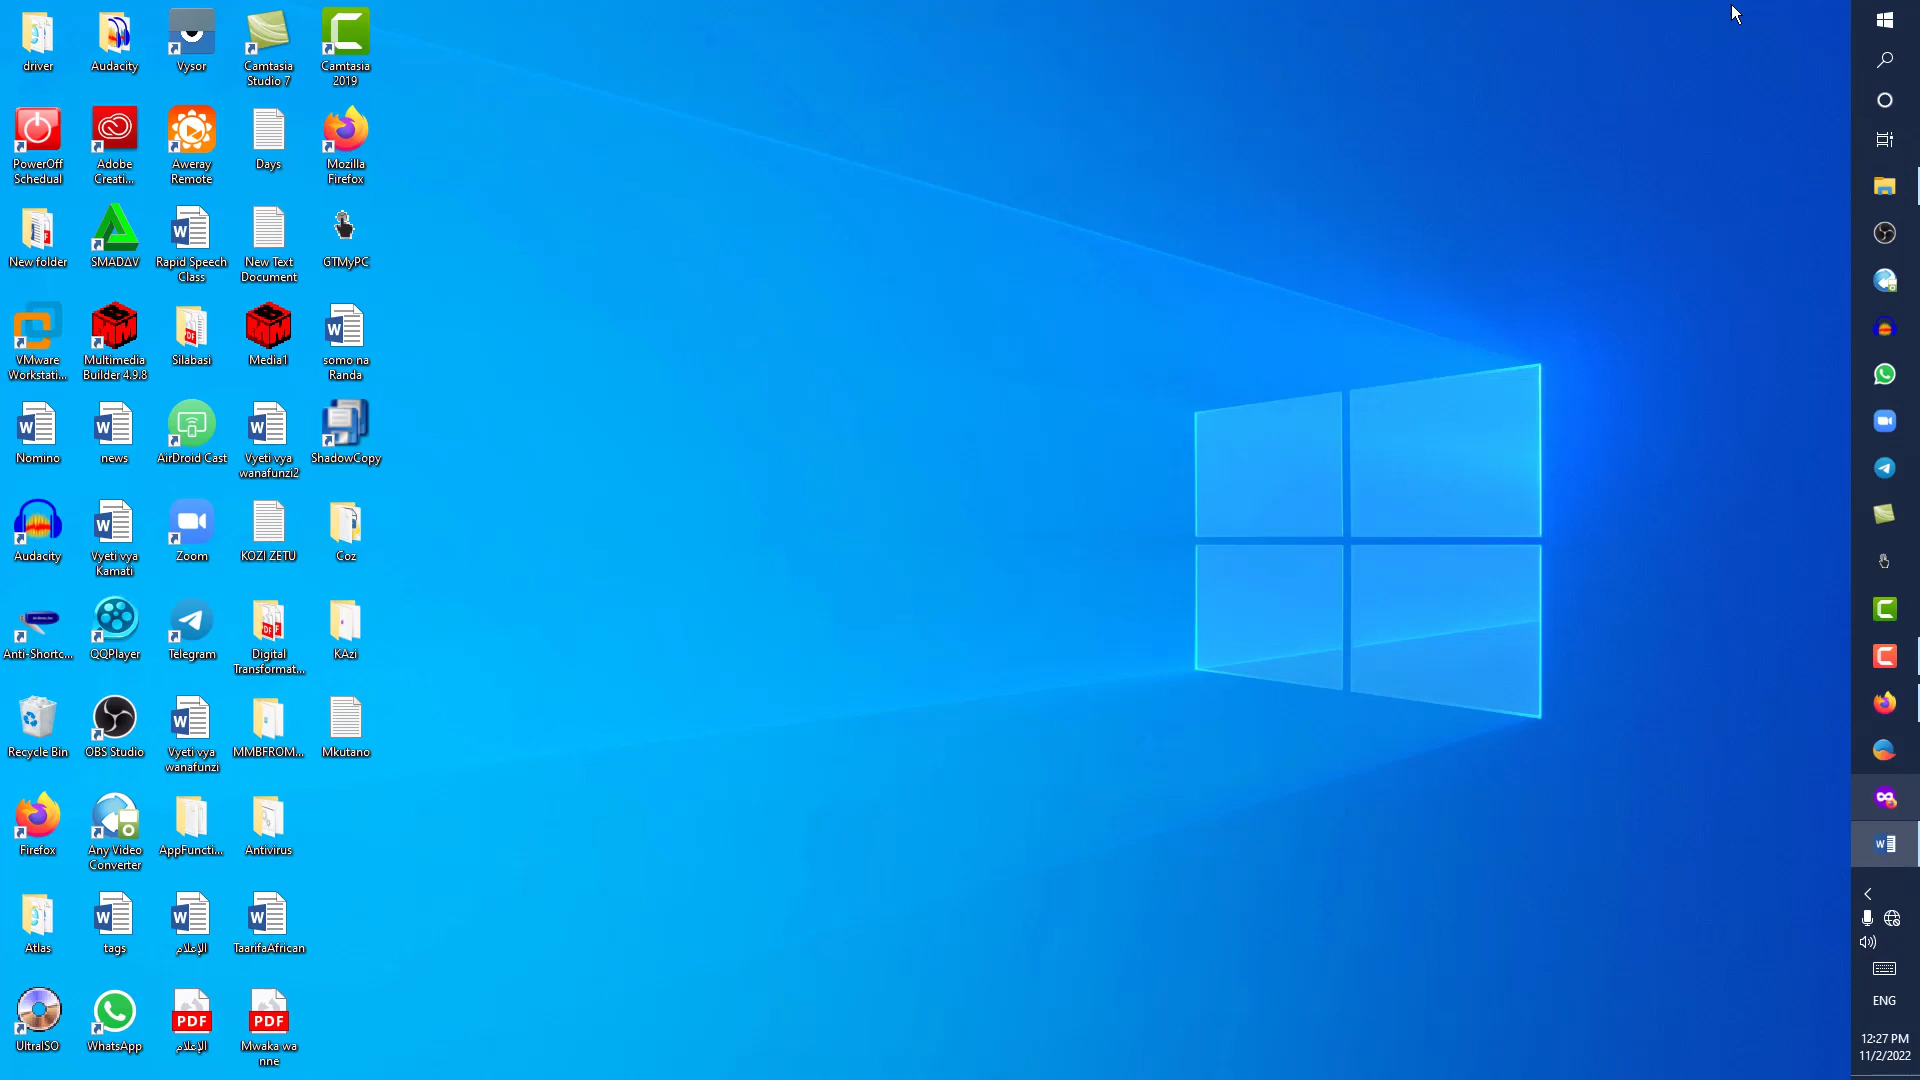 driver
Audacity
Vysor
Camtasia
Studio 7
Camtasia
2019
PowerOff
Schedual
Adobe
Creati...
Aweray
Remote
Days
Mozilla
Firefox
New folder
SMADΔV
Rapid Speech
Class
New Text
Document
GTMyPC
VMware
Workstati...
Multimedia
Builder 4.9.8
Silabasi
Media1
somo na
Randa
Nomino
news
AirDroid Cast
Vyeti vya
wanafunzi2
ShadowCopy
Audacity
Vyeti vya
Kamati
Zoom
KOZI ZETU
Coz
Anti-Shortc...
QQPlayer
Telegram
Digital
Transformat...
KAzi
Recycle Bin
OBS Studio
Vyeti vya
wanafunzi
MMBFROM...
Mkutano
Firefox
Any Video
Converter
AppFuncti...
Antivirus
Atlas
tags
الإعلام
TaarifaAfrican
UltraISO
WhatsApp
PDF
الإعلام
PDF
Mwaka wa
nne
ENG
12:27 PM
11/2/2022